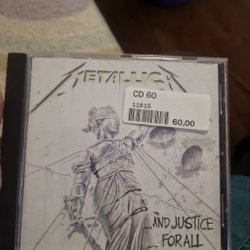 METALLICA
CD 60
11615
60,00
...AND JUSTICE
FOR ALL